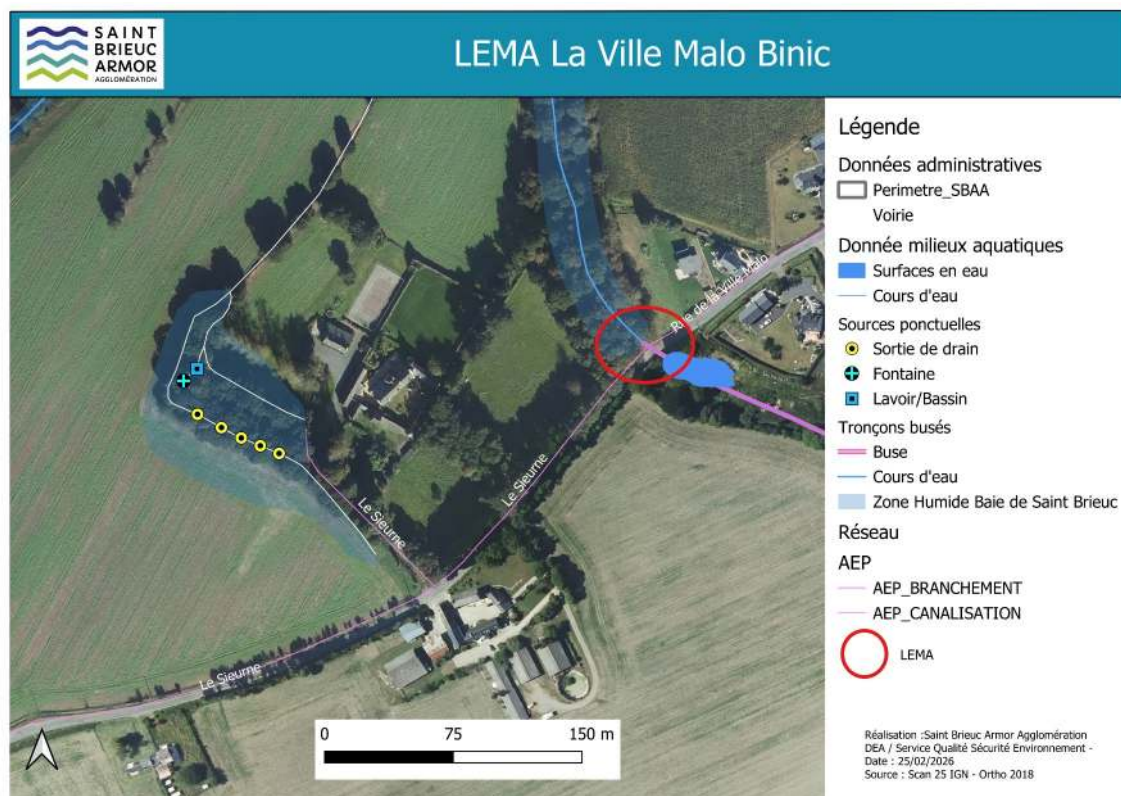 SAINT
BRIEUC
ARMOR
AGGLOMÉRATION
LEMA La Ville Malo Binic
Rue de la ville Malo
Le Sieurne
Le Sieurne
Le Sieurne
0 75 150 m
Légende
Données administratives
Perimetre_SBAA
Voirie
Donnée milieux aquatiques
Surfaces en eau
Cours d'eau
Sources ponctuelles
Sortie de drain
Fontaine
Lavoir/Bassin
Tronçons busés
Buse
Cours d'eau
Zone Humide Baie de Saint Brieuc
Réseau
AEP
AEP_BRANCHEMENT
AEP_CANALISATION
LEMA
Réalisation :Saint Brieuc Armor Agglomération
DEA / Service Qualité Sécurité Environnement -
Date : 25/02/2026
Source : Scan 25 IGN - Ortho 2018